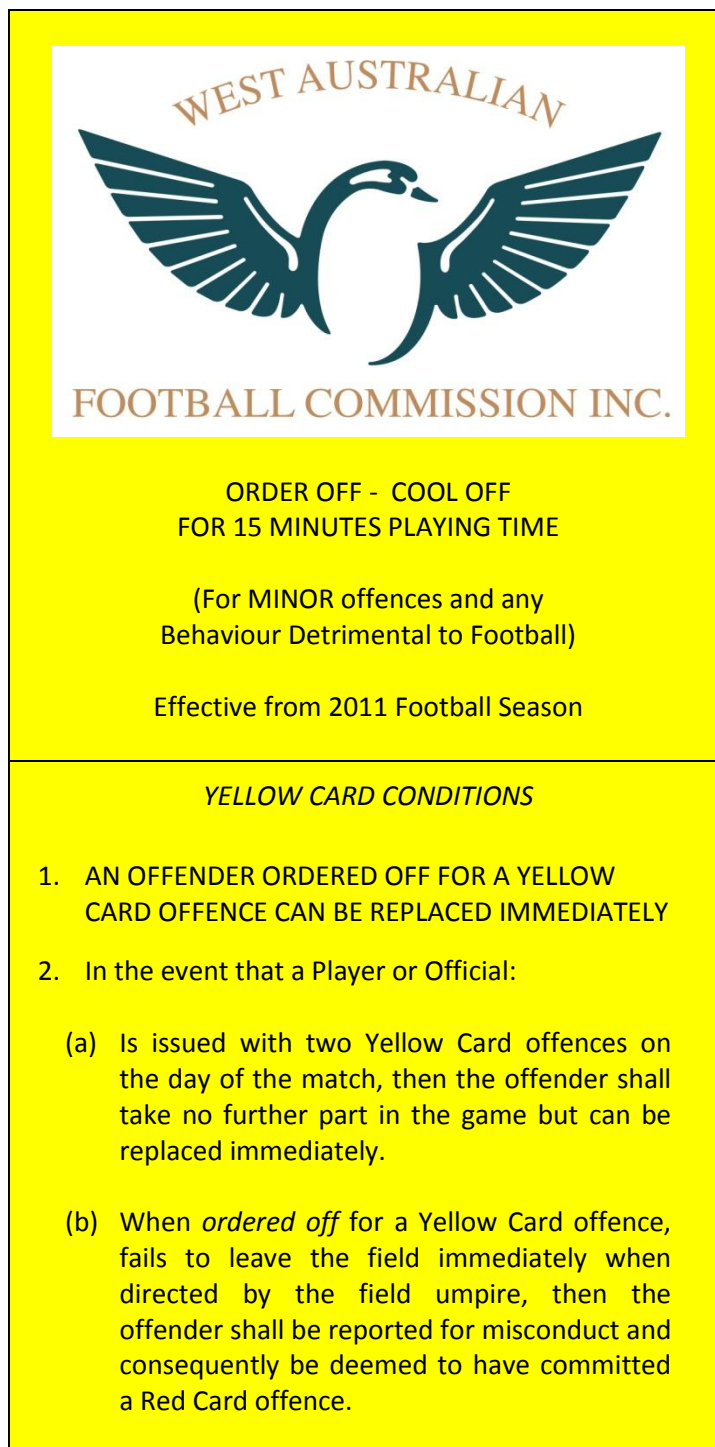 WEST AUSTRALIAN
FOOTBALL COMMISSION INC.
ORDER OFF - COOL OFF
FOR 15 MINUTES PLAYING TIME
(For MINOR offences and any
Behaviour Detrimental to Football)
Effective from 2011 Football Season
YELLOW CARD CONDITIONS
1. AN OFFENDER ORDERED OFF FOR A YELLOW
CARD OFFENCE CAN BE REPLACED IMMEDIATELY
2. In the event that a Player or Official:
(a) Is issued with two Yellow Card offences on
the day of the match, then the offender shall
take no further part in the game but can be
replaced immediately.
(b) When ordered off for a Yellow Card offence,
fails to leave the field immediately when
directed by the field umpire, then the
offender shall be reported for misconduct and
consequently be deemed to have committed
a Red Card offence.